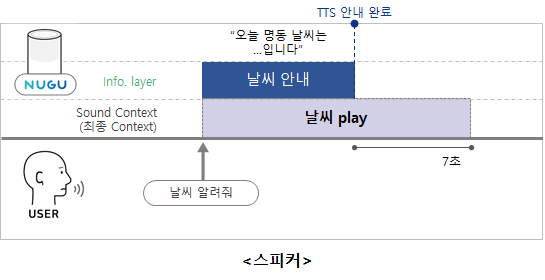 TTS 안내 완료
"오늘 명동 날씨는
...입니다"
NUGU
Info. layer
날씨 안내
Sound Context
(최종 Context)
날씨 play
7초
날씨 알려줘
USER
<스피커>